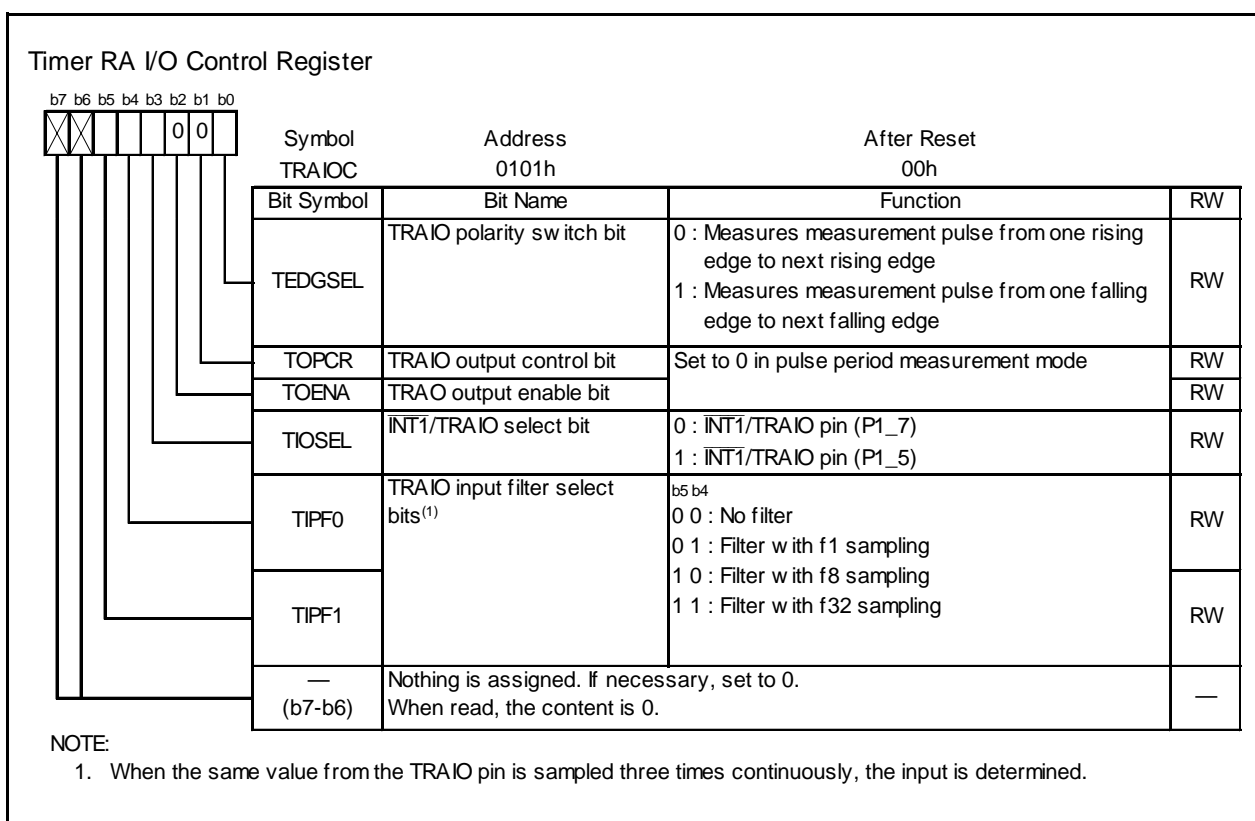 Timer RA I/O Control Register
b7 b6 b5 b4 b3 b2 b1 b0
0 0
Symbol Address After Reset
TRAIOC 0101h 00h
Bit Symbol Bit Name Function RW
TEDGSEL TRAIO polarity switch bit 0 : Measures measurement pulse from one rising
edge to next rising edge
1 : Measures measurement pulse from one falling
edge to next falling edge RW
TOPCR TRAIO output control bit Set to 0 in pulse period measurement mode RW
TOENA TRAO output enable bit RW
TIOSEL INT1/TRAIO select bit 0 : INT1/TRAIO pin (P1_7)
1 : INT1/TRAIO pin (P1_5) RW
TIPF0 TRAIO input filter select
bits(1) b5 b4
0 0 : No filter
0 1 : Filter with f1 sampling
1 0 : Filter with f8 sampling
1 1 : Filter with f32 sampling RW
TIPF1 RW
—
(b7-b6) Nothing is assigned. If necessary, set to 0.
When read, the content is 0. —
NOTE:
1. When the same value from the TRAIO pin is sampled three times continuously, the input is determined.